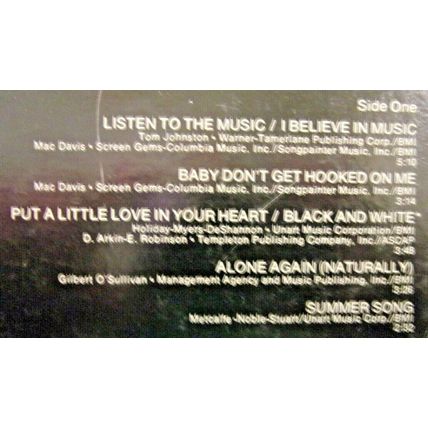 Side One
LISTEN TO THE MUSIC / I BELIEVE IN MUSIC
Tom Johnston • Warner-Tamerlane Publishing Corp./BMI
Mac Davis • Screen Gems-Columbia Music, Inc./Songpainter Music, Inc./BMI
5:10
BABY DON'T GET HOOKED ON ME
Mac Davis • Screen Gems-Columbia Music, Inc./Songpainter Music, Inc./BMI
3:14
PUT A LITTLE LOVE IN YOUR HEART / BLACK AND WHITE*
Holiday-Myers-DeShannon • Unart Music Corporation/BMI
D. Arkin-E. Robinson • Templeton Publishing Company, Inc./ASCAP
3:48
ALONE AGAIN (NATURALLY)
Gilbert O'Sullivan • Management Agency and Music Publishing, Inc./BMI
3:26
SUMMER SONG
Metcalfe-Noble-Stuart/Unart Music Corp./BMI
2:32